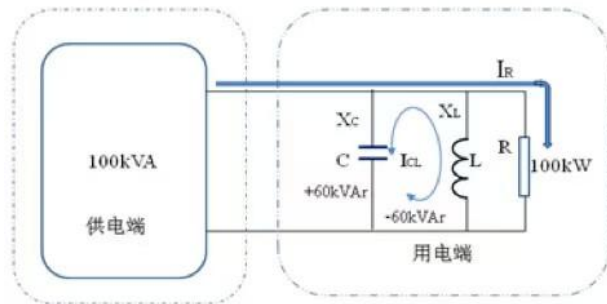 100kVA
供电端
IR
XC
XL
C
ICL
L
R
100kW
+60kVAr
-60kVAr
用电端